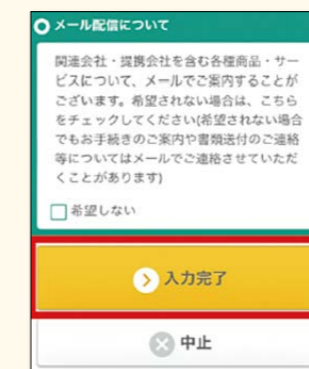 メール配信について
関連会社・提携会社を含む各種商品・サー
ビスについて、メールでご案内することが
ございます。希望されない場合は、こちら
をチェックしてください(希望されない場合
でもお手続きのご案内や書類送付のご連絡
等についてはメールでご連絡させていただ
くことがあります)
希望しない
入力完了
中止